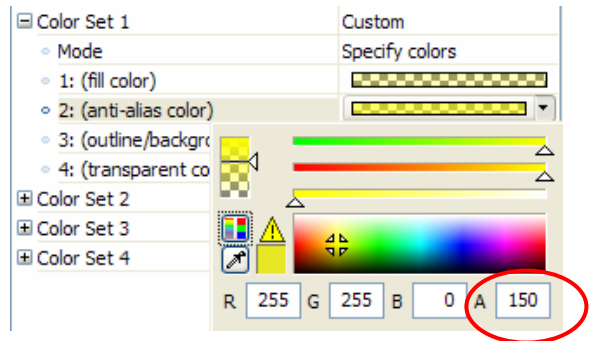 Color Set 1 Custom
Mode Specify colors
1: (fill color)
2: (anti-alias color)
3: (outline/backgro
4: (transparent co
Color Set 2
Color Set 3
Color Set 4
R 255 G 255 B 0 A 150